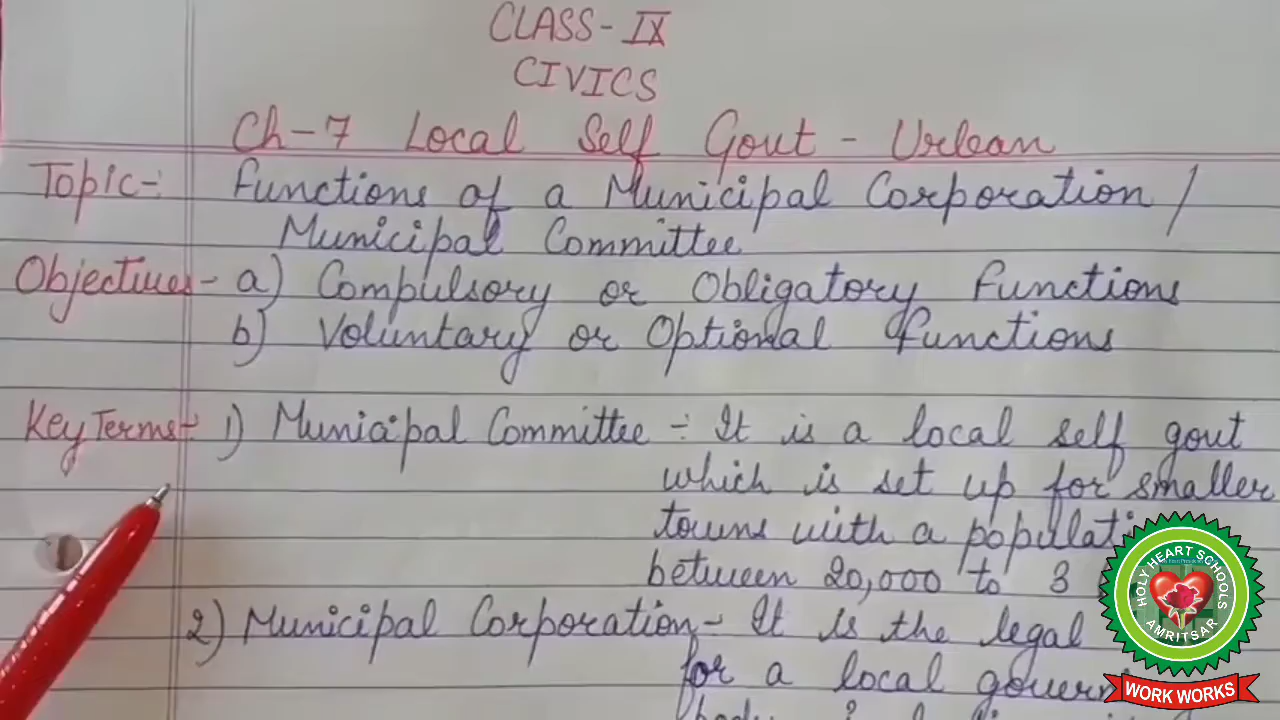 CLASS- IX
CIVICS
Ch-7 Local Self Govt - Urban
Topic:- Functions of a Municipal Corporation /
Municipal Committee
Objectives- a) Compulsory or Obligatory Functions
b) Voluntary or Optional functions
Key Terms:- 1) Municipal Committee :- It is a local self govt
which is set up for smaller
towns with a populati
between 20,000 to 3
2) Municipal Corporation - It is the legal
for a local govern
HOLY HEART SCHOOLS
AMRITSAR
WORK WORKS